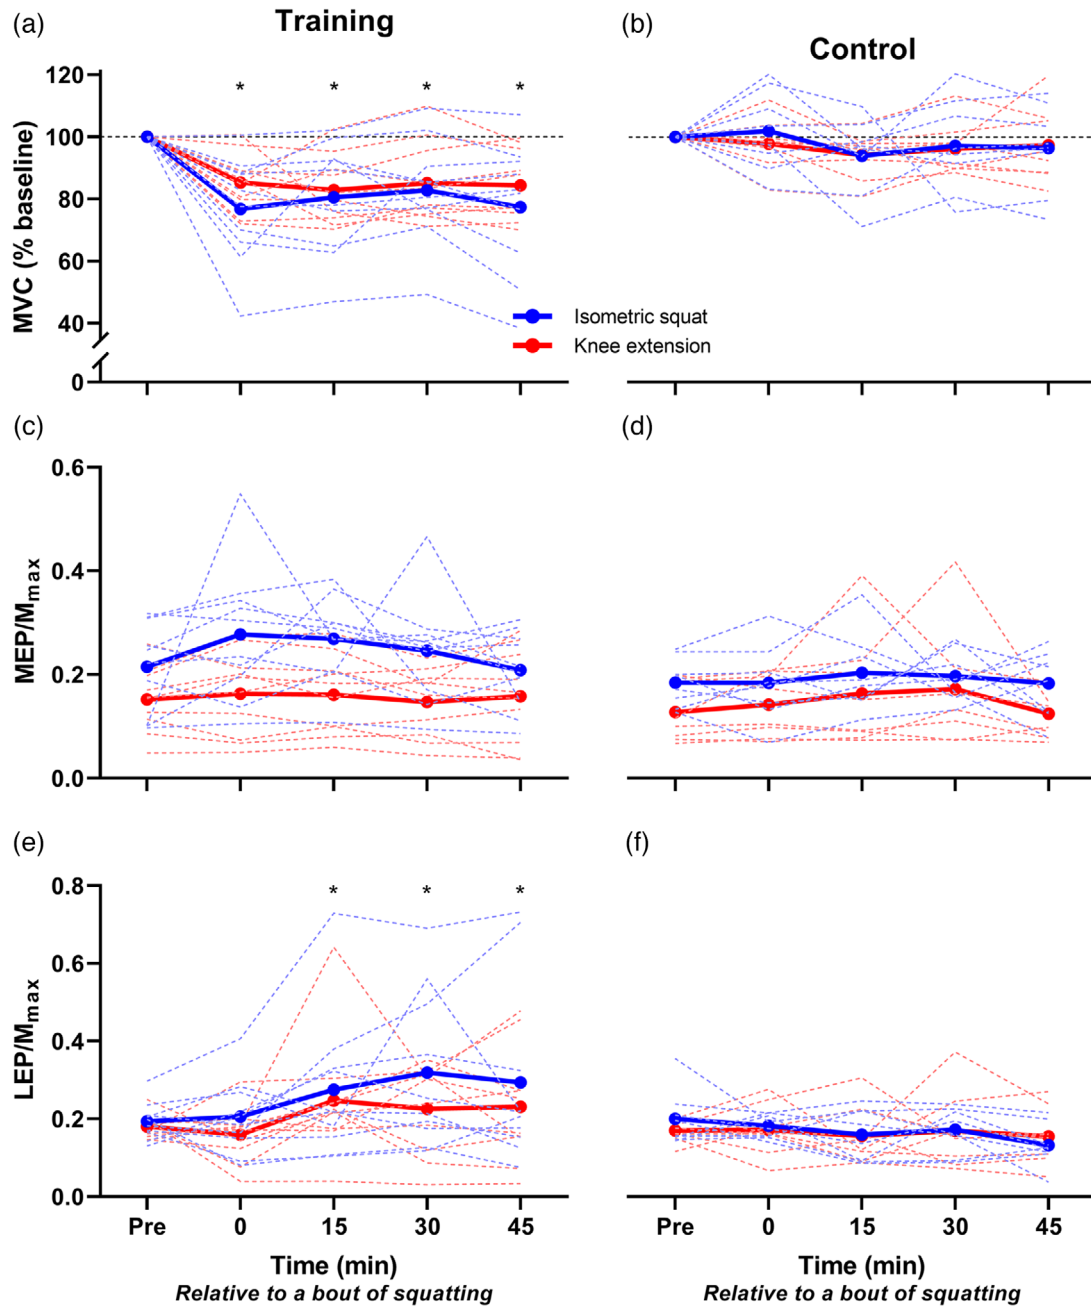 (a)
Training
(b)
Control
MVC (% baseline)
120
100
80
60
40
0
* * * *
Isometric squat
Knee extension
(c)
(d)
MEP/Mmax
0.6
0.4
0.2
0.0
(e)
(f)
LEP/Mmax
0.8
0.6
0.4
0.2
0.0
* * *
Pre 0 15 30 45
Time (min)
Relative to a bout of squatting
Pre 0 15 30 45
Time (min)
Relative to a bout of squatting